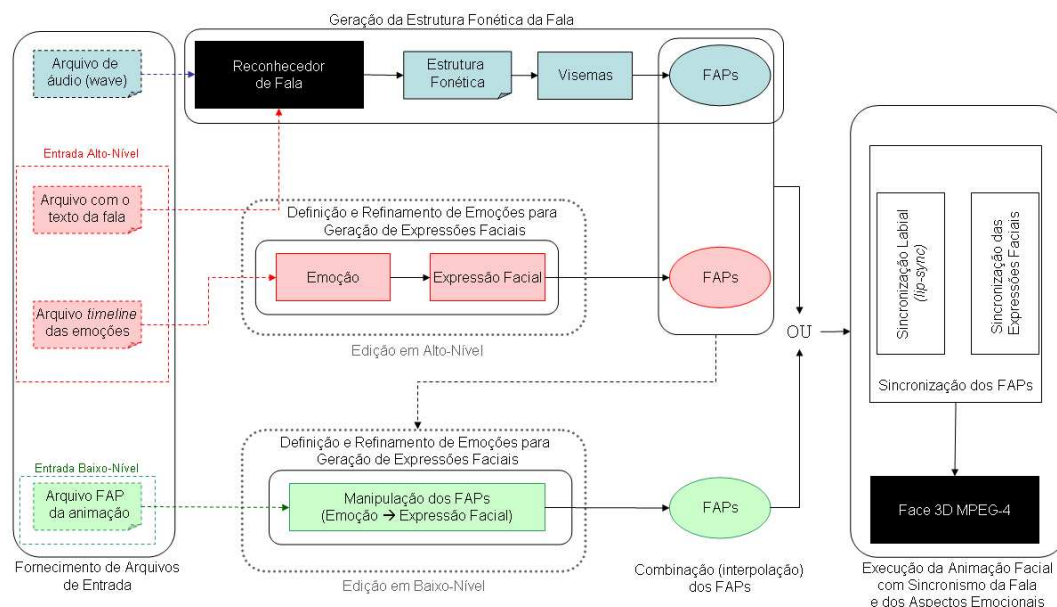 Geração da Estrutura Fonética da Fala
Arquivo de
áudio (wave)
Reconhecedor
de Fala
Estrutura
Fonética
Visemas
FAPs
Entrada Alto-Nível
Arquivo com o
texto da fala
Arquivo timeline
das emoções
Definição e Refinamento de Emoções para
Geração de Expressões Faciais
Emoção
Expressão Facial
FAPs
Edição em Alto-Nível
OU
Sincronização Labial
(lip-sync)
Sincronização das
Expressões Faciais
Sincronização dos FAPs
Entrada Baixo-Nível
Arquivo FAP
da animação
Definição e Refinamento de Emoções para
Geração de Expressões Faciais
Manipulação dos FAPs
(Emoção → Expressão Facial)
FAPs
Edição em Baixo-Nível
Face 3D MPEG-4
Fornecimento de Arquivos
de Entrada
Combinação (interpolação)
dos FAPs
Execução da Animação Facial
com Sincronismo da Fala
e dos Aspectos Emocionais